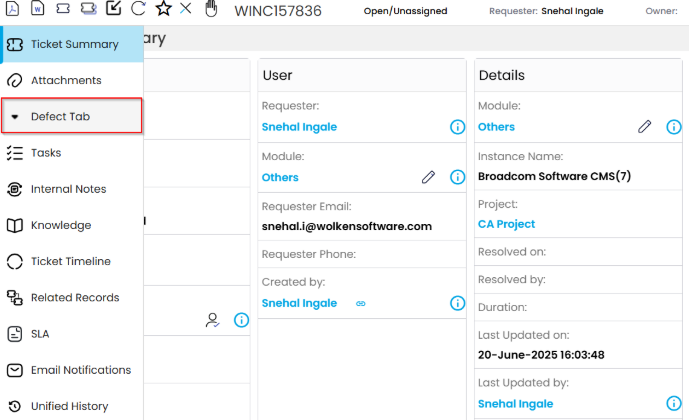 WINC157836
Open/Unassigned
Requester: Snehal Ingale
Owner:
Ticket Summary
Attachments
Defect Tab
Tasks
Internal Notes
Knowledge
Ticket Timeline
Related Records
SLA
Email Notifications
Unified History
User
Requester:
Snehal Ingale
Module:
Others
Requester Email:
snehal.i@wolkensoftware.com
Requester Phone:
Created by:
Snehal Ingale
Details
Module:
Others
Instance Name:
Broadcom Software CMS(7)
Project:
CA Project
Resolved on:
Resolved by:
Duration:
Last Updated on:
20-June-2025 16:03:48
Last Updated by:
Snehal Ingale